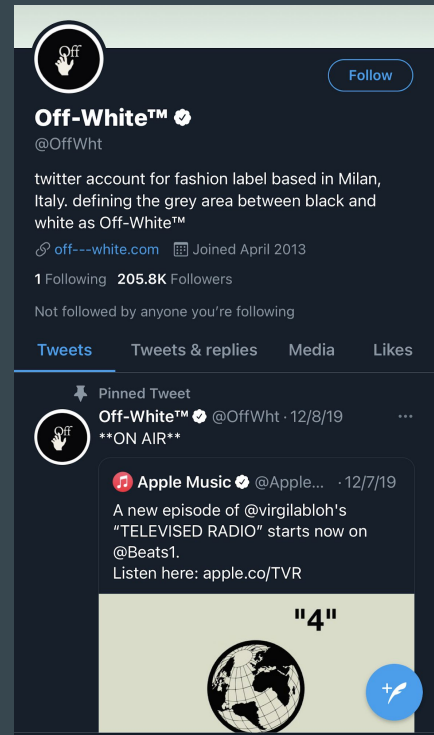 Off
Follow
Off-White™
@OffWht
twitter account for fashion label based in Milan,
Italy. defining the grey area between black and
white as Off-White™
off---white.com Joined April 2013
1 Following 205.8K Followers
Not followed by anyone you're following
Tweets Tweets & replies Media Likes
Pinned Tweet
Off-White™ @OffWht · 12/8/19 ···
Off
**ON AIR**
Apple Music @Apple... · 12/7/19
A new episode of @virgilabloh's
“TELEVISED RADIO” starts now on
@Beats1.
Listen here: apple.co/TVR
"4"